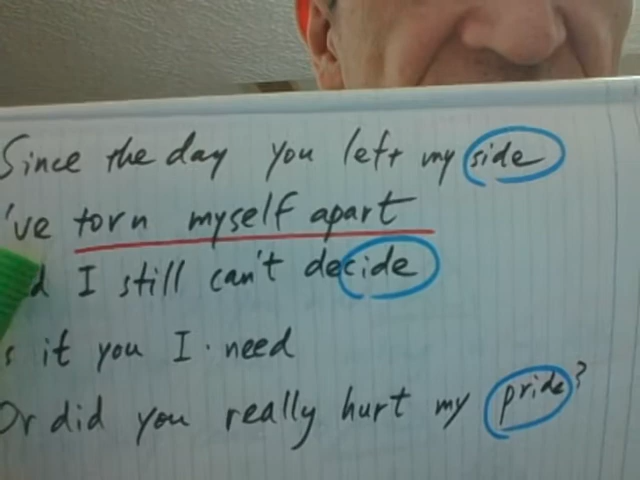 Since the day you left my side
've torn myself apart
d I still can't decide
s it you I need
Or did you really hurt my pride?